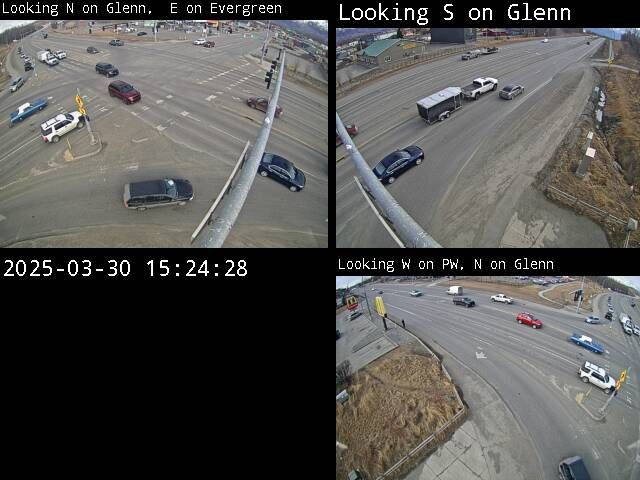 Looking N on Glenn,  E on Evergreen
Looking S on Glenn
2025-03-30 15:24:28
Looking W on PW, N on Glenn